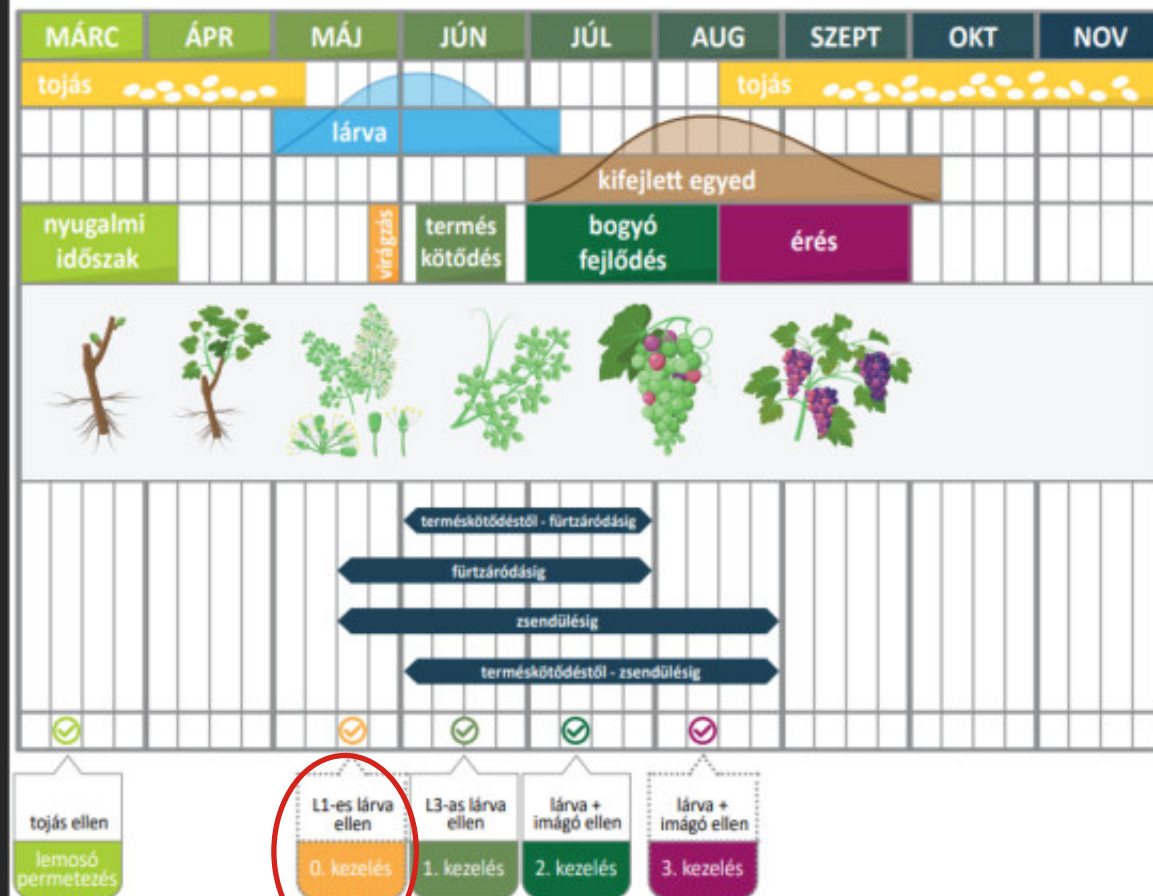 MÁRC ÁPR MÁJ JÚN JÚL AUG SZEPT OKT NOV
tojás tojás
lárva
kifejlett egyed
nyugalmi
időszak
virágzás
termés
kötődés
bogyó
fejlődés
érés
terméskötődéstől - fürtzáródásig
fürtzáródásig
zsendülésig
terméskötődéstől - zsendülésig
tojás ellen
lemosó
permetezés
L1-es lárva
ellen
0. kezelés
L3-as lárva
ellen
1. kezelés
lárva +
imágó ellen
2. kezelés
lárva +
imágó ellen
3. kezelés